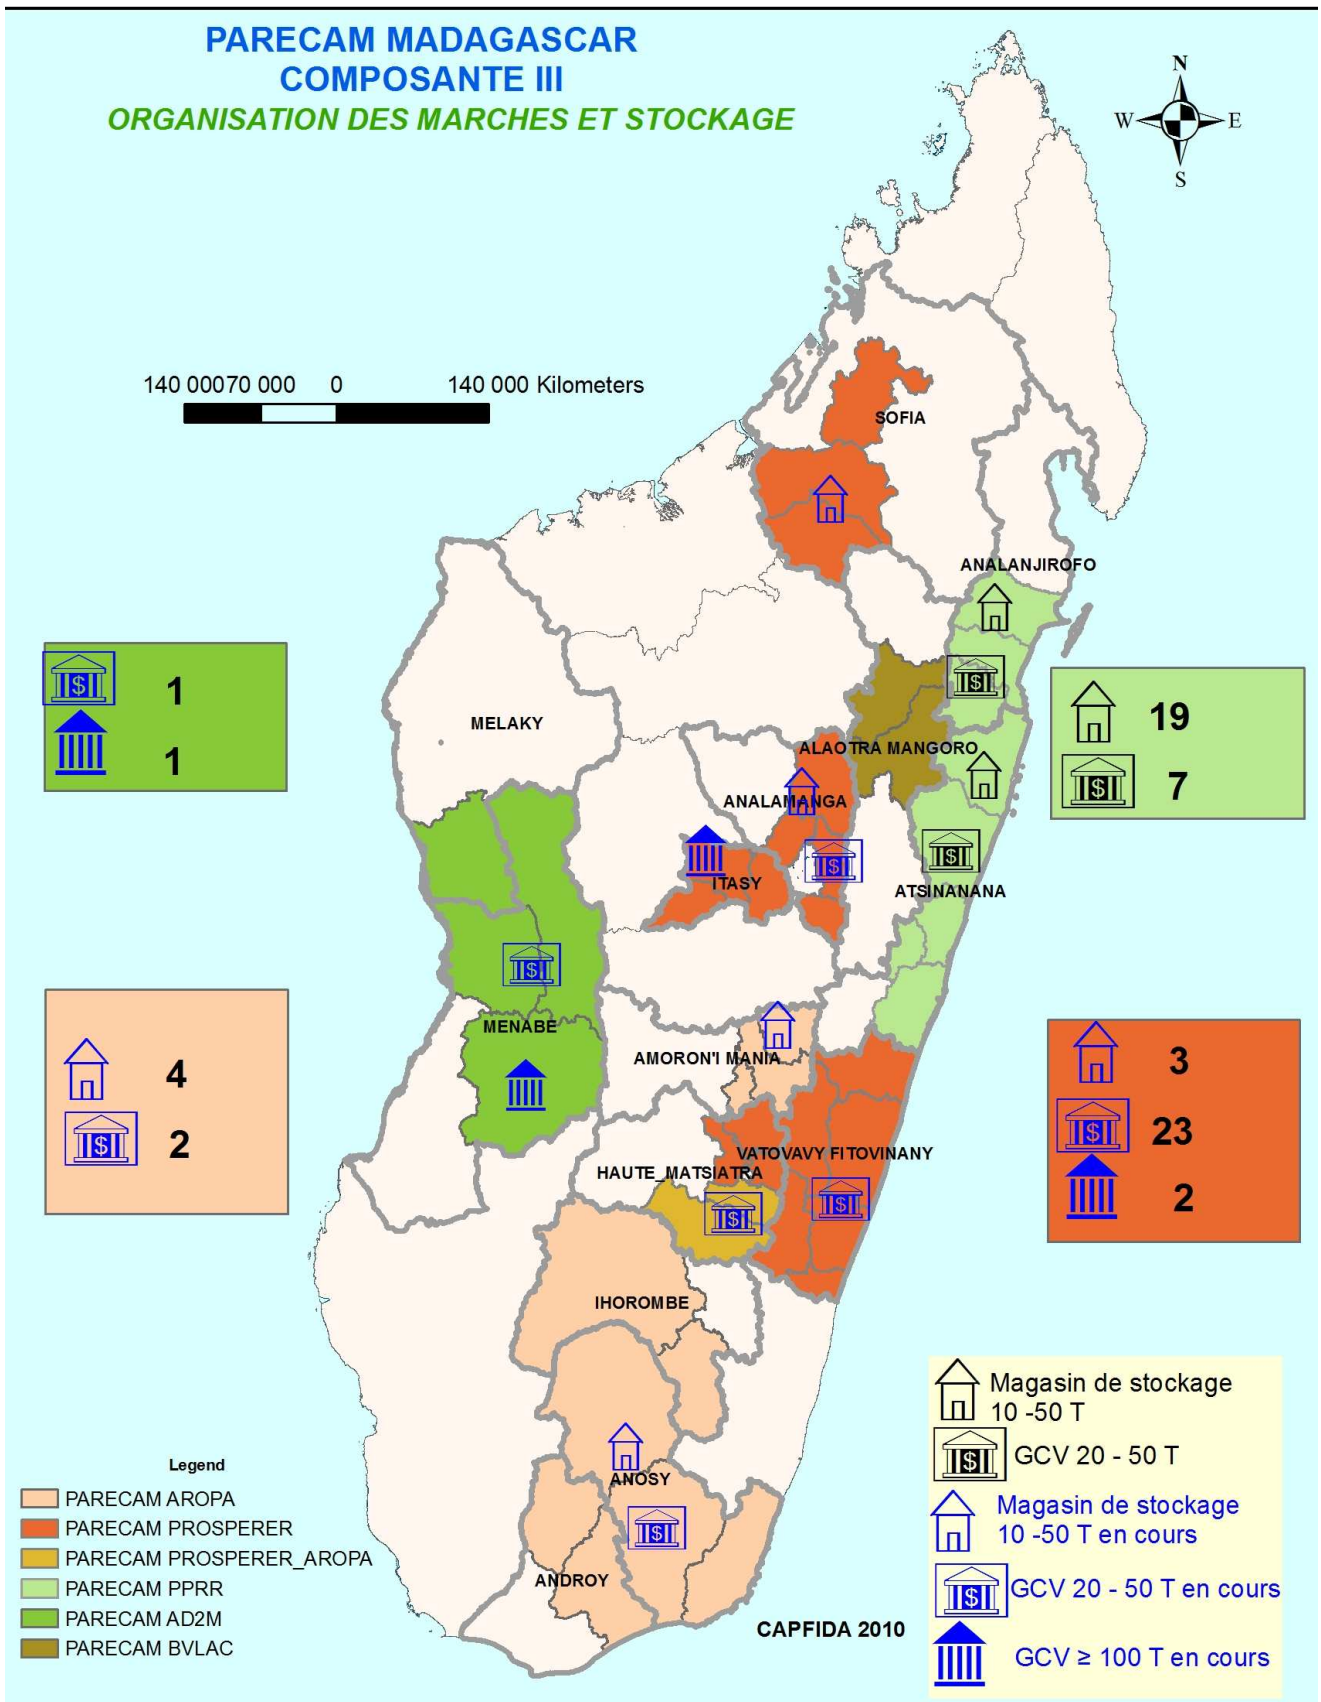 PARECAM MADAGASCAR
COMPOSANTE III
ORGANISATION DES MARCHES ET STOCKAGE
N
W E
S
140 00070 000 0 140 000 Kilometers
SOFIA
ANALANJIROFO
MELAKY
ALAOTRA MANGORO
ANALAMANGA
ITASY
ATSINANANA
MENABE
AMORON'I MANIA
VATOVAVY FITOVINANY
HAUTE_MATSIATRA
IHOROMBE
ANOSY
ANDROY
$ 1
1
$
$
$
$
$
$
$
19
$ 7
4
$ 2
3
$ 23
2
Legend
PARECAM AROPA
PARECAM PROSPERER
PARECAM PROSPERER_AROPA
PARECAM PPRR
PARECAM AD2M
PARECAM BVLAC
CAPFIDA 2010
Magasin de stockage
10 -50 T
$ GCV 20 - 50 T
Magasin de stockage
10 -50 T en cours
$ GCV 20 - 50 T en cours
GCV ≥ 100 T en cours